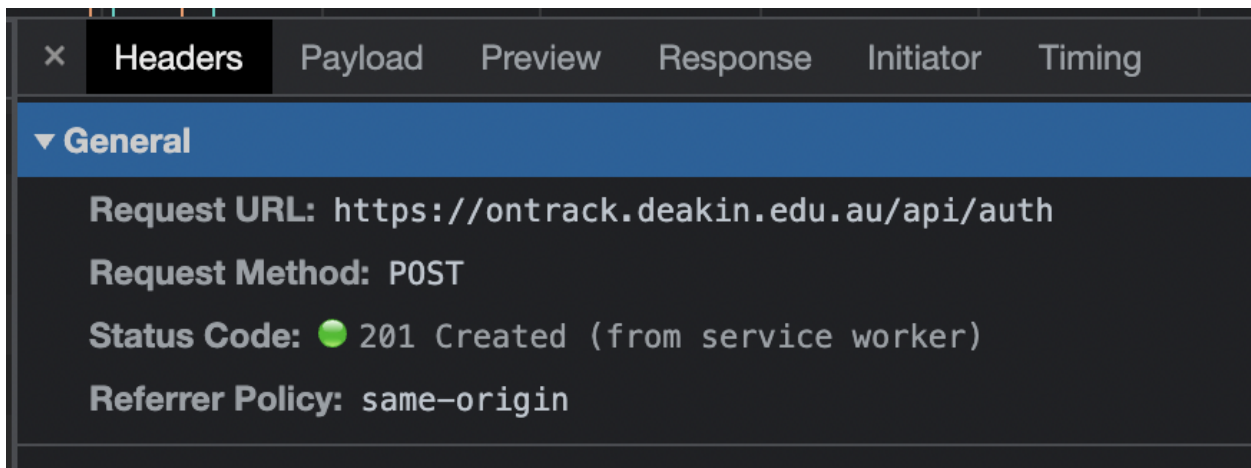 × Headers Payload Preview Response Initiator Timing
▼ General
Request URL: https://ontrack.deakin.edu.au/api/auth
Request Method: POST
Status Code: 201 Created (from service worker)
Referrer Policy: same-origin